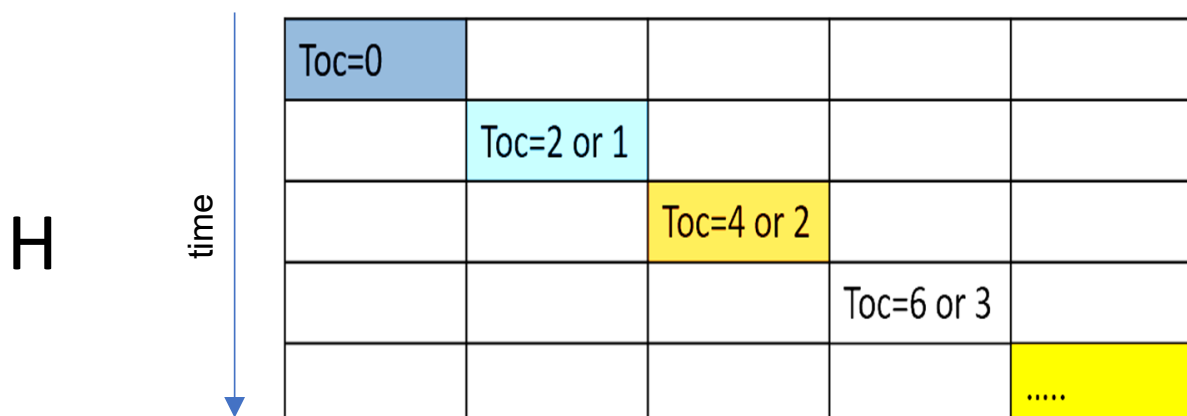 Toc=0
Toc=2 or 1
H
time
Toc=4 or 2
Toc=6 or 3
.....